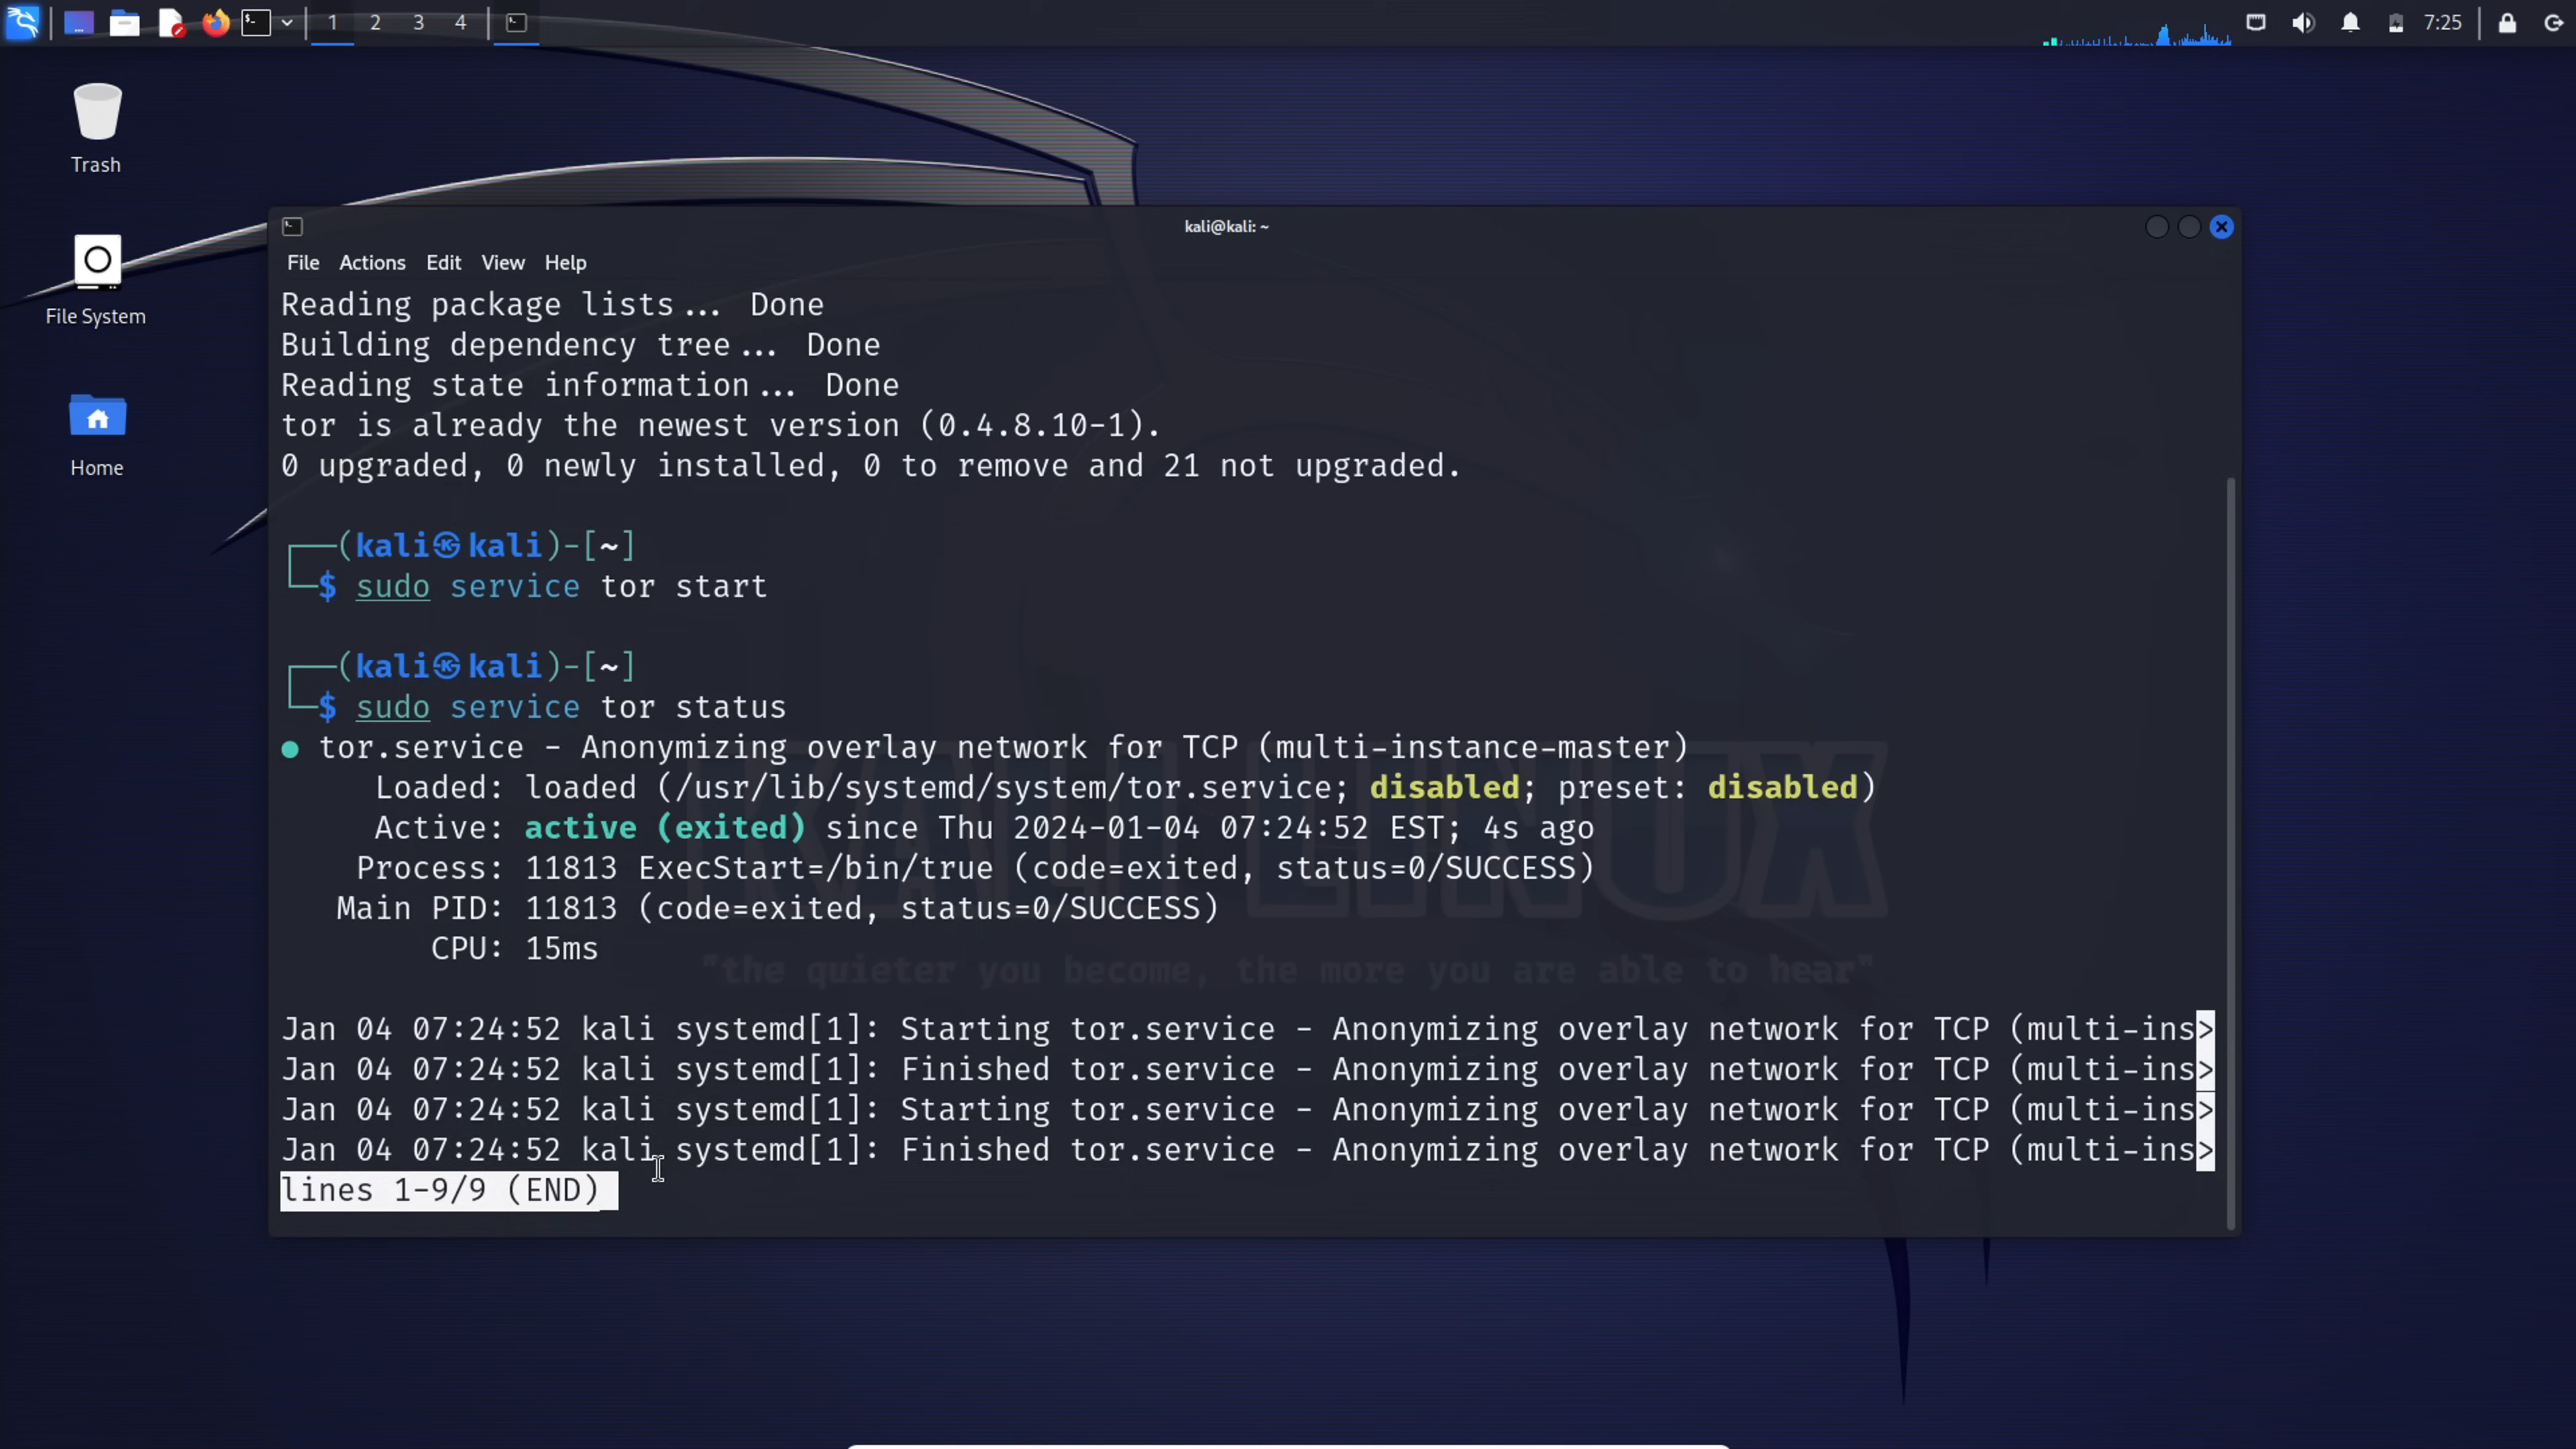 1 2 3 4
7:25
Trash
File System
Home
kali@kali: ~
File Actions Edit View Help
Reading package lists... Done
Building dependency tree... Done
Reading state information... Done
tor is already the newest version (0.4.8.10-1).
0 upgraded, 0 newly installed, 0 to remove and 21 not upgraded.
┌──(kali㉿kali)-[~]
└─$ sudo service tor start
┌──(kali㉿kali)-[~]
└─$ sudo service tor status
● tor.service - Anonymizing overlay network for TCP (multi-instance-master)
Loaded: loaded (/usr/lib/systemd/system/tor.service; disabled; preset: disabled)
Active: active (exited) since Thu 2024-01-04 07:24:52 EST; 4s ago
Process: 11813 ExecStart=/bin/true (code=exited, status=0/SUCCESS)
Main PID: 11813 (code=exited, status=0/SUCCESS)
CPU: 15ms
KALI LINUX
"the quieter you become, the more you are able to hear"
Jan 04 07:24:52 kali systemd[1]: Starting tor.service - Anonymizing overlay network for TCP (multi-ins>
Jan 04 07:24:52 kali systemd[1]: Finished tor.service - Anonymizing overlay network for TCP (multi-ins>
Jan 04 07:24:52 kali systemd[1]: Starting tor.service - Anonymizing overlay network for TCP (multi-ins>
Jan 04 07:24:52 kali systemd[1]: Finished tor.service - Anonymizing overlay network for TCP (multi-ins>
lines 1-9/9 (END)